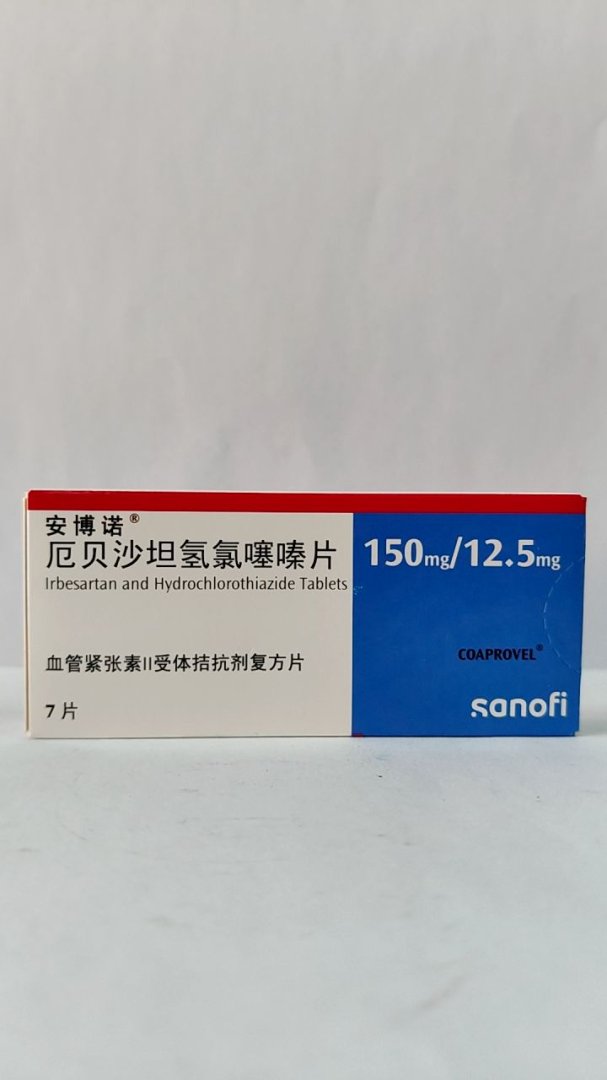 安博诺®
厄贝沙坦氢氯噻嗪片
Irbesartan and Hydrochlorothiazide Tablets
血管紧张素II受体拮抗剂复方片
7片
150mg/12.5mg
COAPROVEL®
sanofi